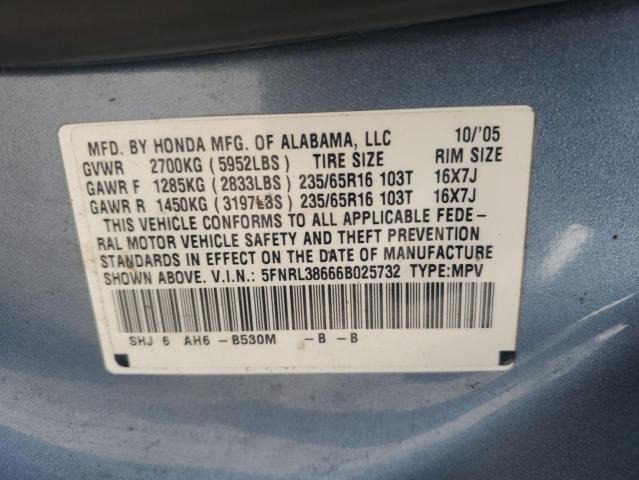 MFD. BY HONDA MFG. OF ALABAMA, LLC 10/'05
GVWR 2700KG (5952LBS) TIRE SIZE RIM SIZE
GAWR F 1285KG (2833LBS) 235/65R16 103T 16X7J
GAWR R 1450KG (3197LBS) 235/65R16 103T 16X7J
THIS VEHICLE CONFORMS TO ALL APPLICABLE FEDE-
RAL MOTOR VEHICLE SAFETY AND THEFT PREVENTION
STANDARDS IN EFFECT ON THE DATE OF MANUFACTURE
SHOWN ABOVE. V.I.N.: 5FNRL38666B025732 TYPE:MPV
SHJ 6 AH6 -B530M -B -B